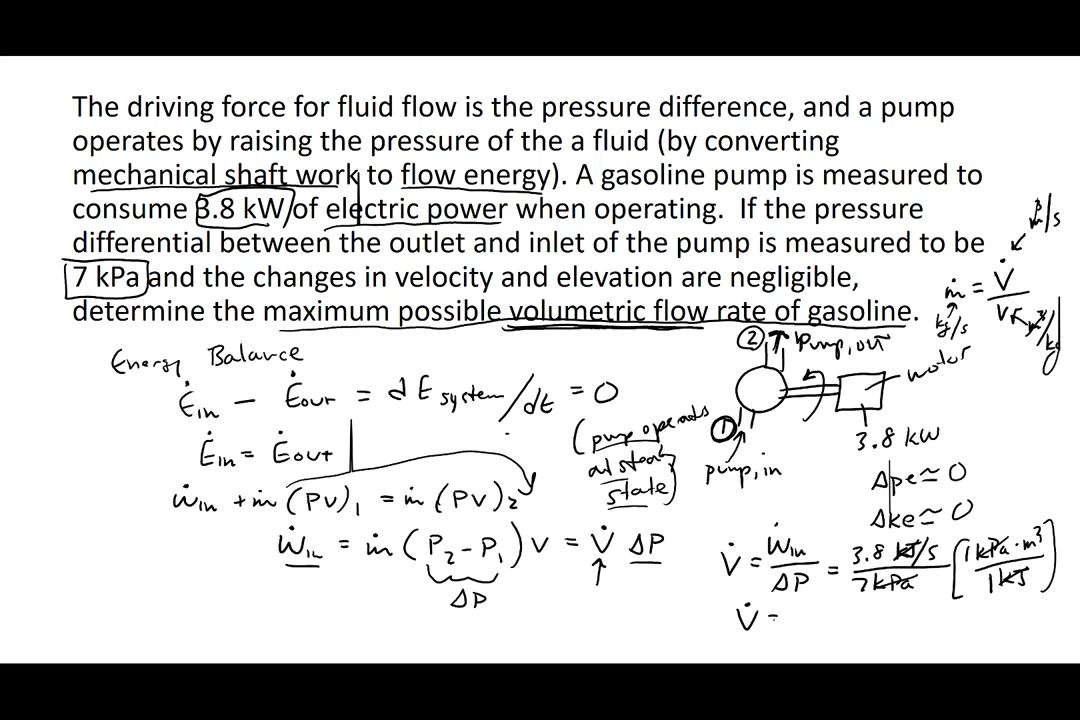 The driving force for fluid flow is the pressure difference, and a pump
operates by raising the pressure of the a fluid (by converting
mechanical shaft work to flow energy). A gasoline pump is measured to
consume 3.8 kW of electric power when operating. If the pressure
differential between the outlet and inlet of the pump is measured to be
7 kPa and the changes in velocity and elevation are negligible,
determine the maximum possible volumetric flow rate of gasoline.
ṁ = V̇ / v
kg/s
② Pump, out
motor
① pump, in
3.8 kW
Δpe ≃ 0
Δke ≃ 0
Energy Balance
Ėin - Ėout = dEsystem/dt = 0
(pump operates
at steady
state)
Ėin = Ėout
Ẇin + ṁ(Pv)₁ = ṁ(Pv)₂
Ẇin = ṁ(P₂ - P₁)v = V̇ ΔP
ΔP
V̇ = Ẇin / ΔP = 3.8 kJ/s / 7 kPa [1 kPa·m³ / 1 kJ]
V̇ =